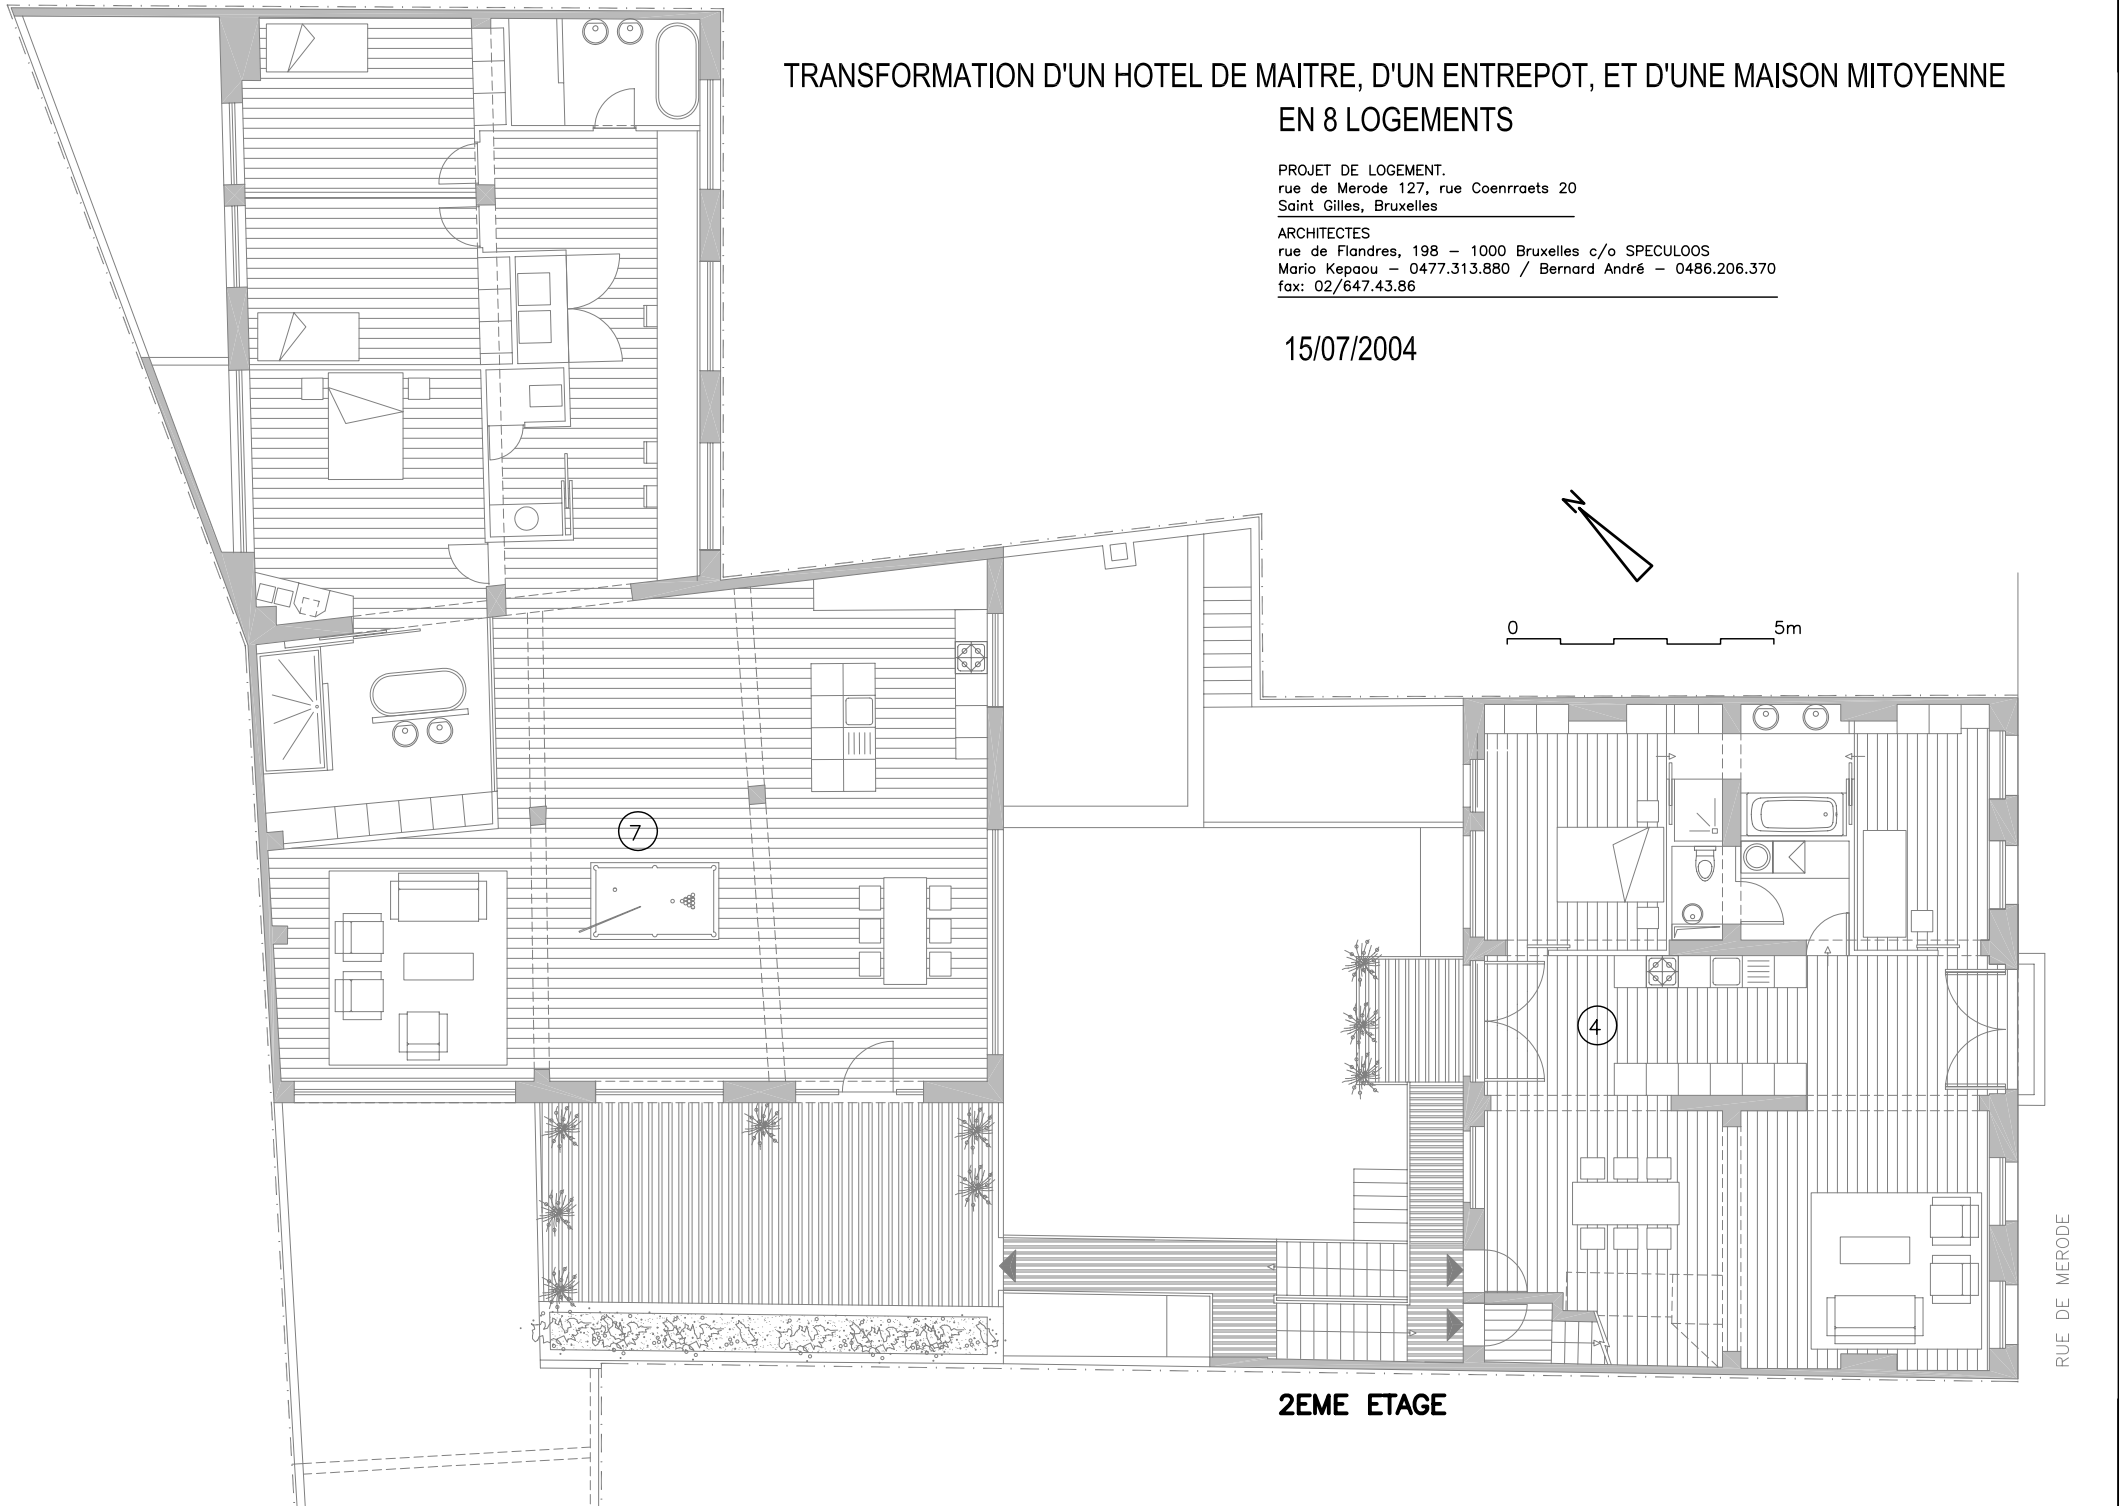 TRANSFORMATION D'UN HOTEL DE MAITRE, D'UN ENTREPOT, ET D'UNE MAISON MITOYENNE
EN 8 LOGEMENTS
PROJET DE LOGEMENT.
rue de Merode 127, rue Coenrraets 20
Saint Gilles, Bruxelles
ARCHITECTES
rue de Flandres, 198 – 1000 Bruxelles c/o SPECULOOS
Mario Kepaou – 0477.313.880 / Bernard André – 0486.206.370
fax: 02/647.43.86
15/07/2004
N
0 5m
7
4
RUE DE MERODE
2EME ETAGE